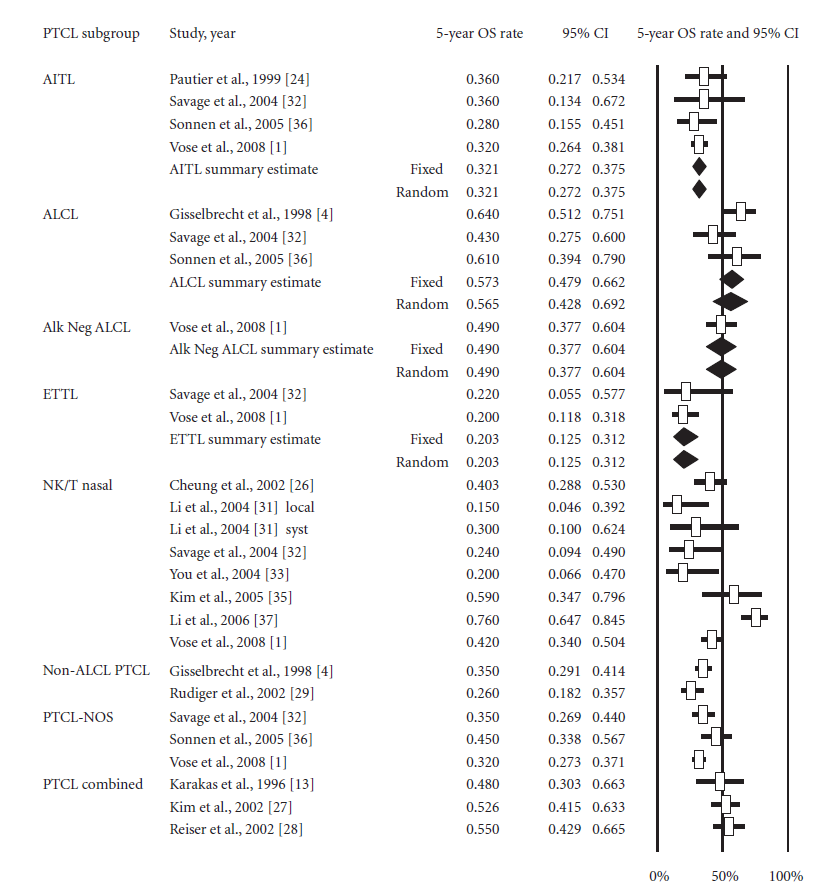 PTCL subgroup Study, year 5-year OS rate 95% CI 5-year OS rate and 95% CI
AITL Pautier et al., 1999 [24] 0.360 0.217 0.534
Savage et al., 2004 [32] 0.360 0.134 0.672
Sonnen et al., 2005 [36] 0.280 0.155 0.451
Vose et al., 2008 [1] 0.320 0.264 0.381
AITL summary estimate Fixed 0.321 0.272 0.375
Random 0.321 0.272 0.375
ALCL Gisselbrecht et al., 1998 [4] 0.640 0.512 0.751
Savage et al., 2004 [32] 0.430 0.275 0.600
Sonnen et al., 2005 [36] 0.610 0.394 0.790
ALCL summary estimate Fixed 0.573 0.479 0.662
Random 0.565 0.428 0.692
Alk Neg ALCL Vose et al., 2008 [1] 0.490 0.377 0.604
Alk Neg ALCL summary estimate Fixed 0.490 0.377 0.604
Random 0.490 0.377 0.604
ETTL Savage et al., 2004 [32] 0.220 0.055 0.577
Vose et al., 2008 [1] 0.200 0.118 0.318
ETTL summary estimate Fixed 0.203 0.125 0.312
Random 0.203 0.125 0.312
NK/T nasal Cheung et al., 2002 [26] 0.403 0.288 0.530
Li et al., 2004 [31] local 0.150 0.046 0.392
Li et al., 2004 [31] syst 0.300 0.100 0.624
Savage et al., 2004 [32] 0.240 0.094 0.490
You et al., 2004 [33] 0.200 0.066 0.470
Kim et al., 2005 [35] 0.590 0.347 0.796
Li et al., 2006 [37] 0.760 0.647 0.845
Vose et al., 2008 [1] 0.420 0.340 0.504
Non-ALCL PTCL Gisselbrecht et al., 1998 [4] 0.350 0.291 0.414
Rudiger et al., 2002 [29] 0.260 0.182 0.357
PTCL-NOS Savage et al., 2004 [32] 0.350 0.269 0.440
Sonnen et al., 2005 [36] 0.450 0.338 0.567
Vose et al., 2008 [1] 0.320 0.273 0.371
PTCL combined Karakas et al., 1996 [13] 0.480 0.303 0.663
Kim et al., 2002 [27] 0.526 0.415 0.633
Reiser et al., 2002 [28] 0.550 0.429 0.665
0% 50% 100%